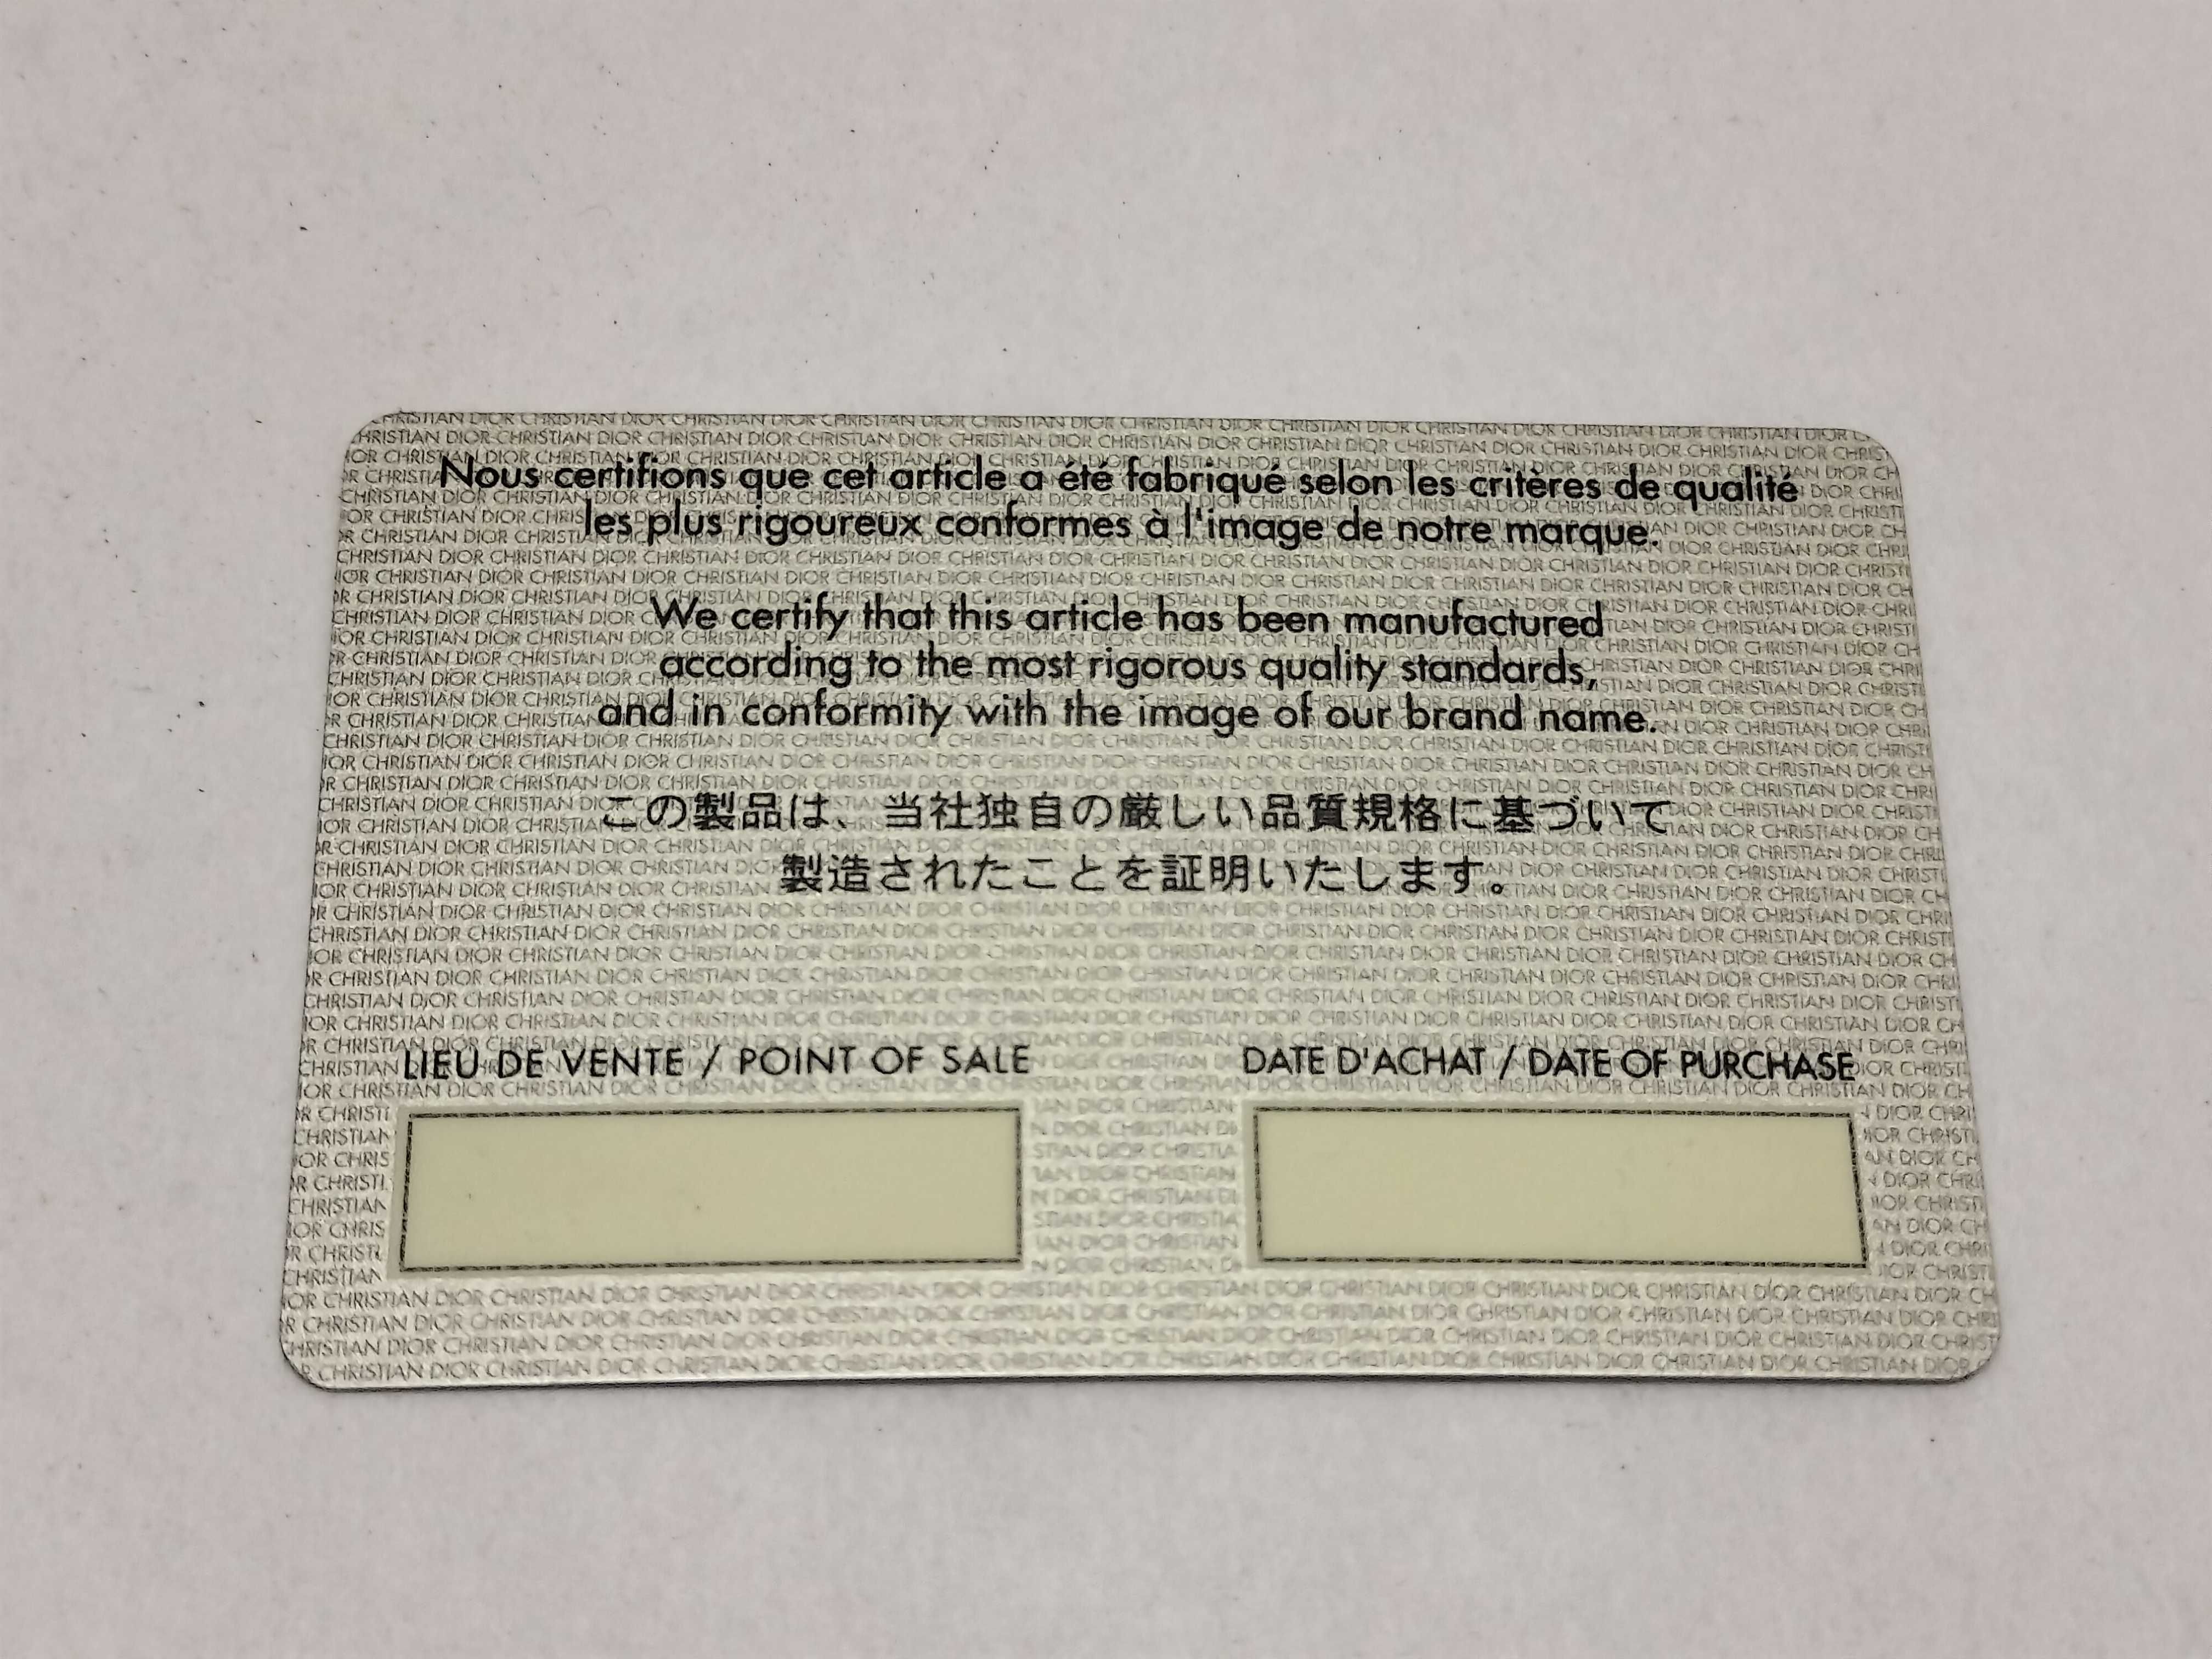 Nous certifions que cet article a été fabriqué selon les critères de qualité
les plus rigoureux conformes à l'image de notre marque.
We certify that this article has been manufactured
according to the most rigorous quality standards,
and in conformity with the image of our brand name.
この製品は、当社独自の厳しい品質規格に基づいて
製造されたことを証明いたします。
LIEU DE VENTE / POINT OF SALE
DATE D'ACHAT / DATE OF PURCHASE
CHRISTIAN DIOR